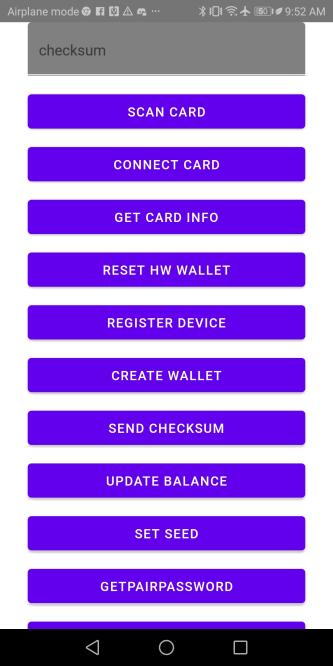 Airplane mode 50 9:52 AM
checksum
SCAN CARD
CONNECT CARD
GET CARD INFO
RESET HW WALLET
REGISTER DEVICE
CREATE WALLET
SEND CHECKSUM
UPDATE BALANCE
SET SEED
GETPAIRPASSWORD